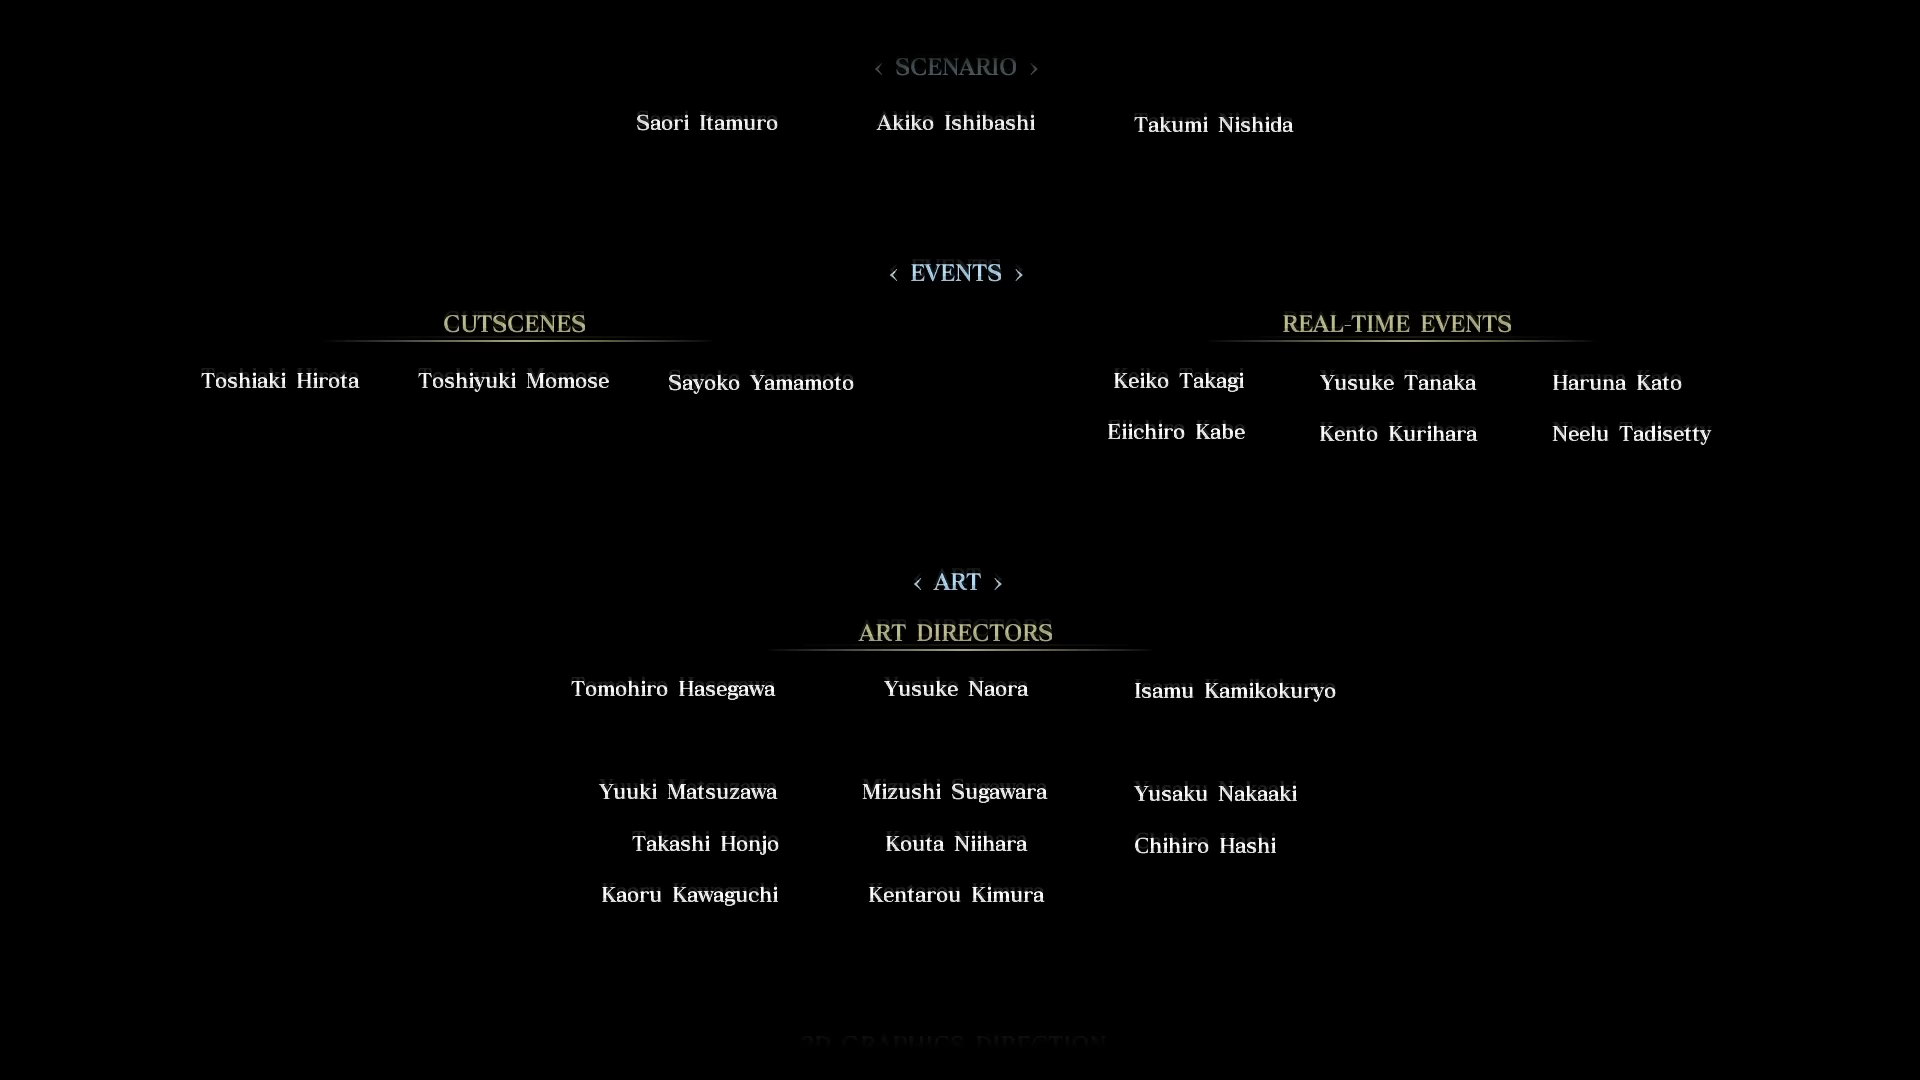 ‹ SCENARIO ›
Saori Itamuro Akiko Ishibashi Takumi Nishida
‹ EVENTS ›
CUTSCENES
Toshiaki Hirota Toshiyuki Momose Sayoko Yamamoto
REAL-TIME EVENTS
Keiko Takagi Yusuke Tanaka Haruna Kato
Eiichiro Kabe Kento Kurihara Neelu Tadisetty
‹ ART ›
ART DIRECTORS
Tomohiro Hasegawa Yusuke Naora Isamu Kamikokuryo
Yuuki Matsuzawa Mizushi Sugawara Yusaku Nakaaki
Takashi Honjo Kouta Niihara Chihiro Hashi
Kaoru Kawaguchi Kentarou Kimura
GRAPHICS DIRECTION